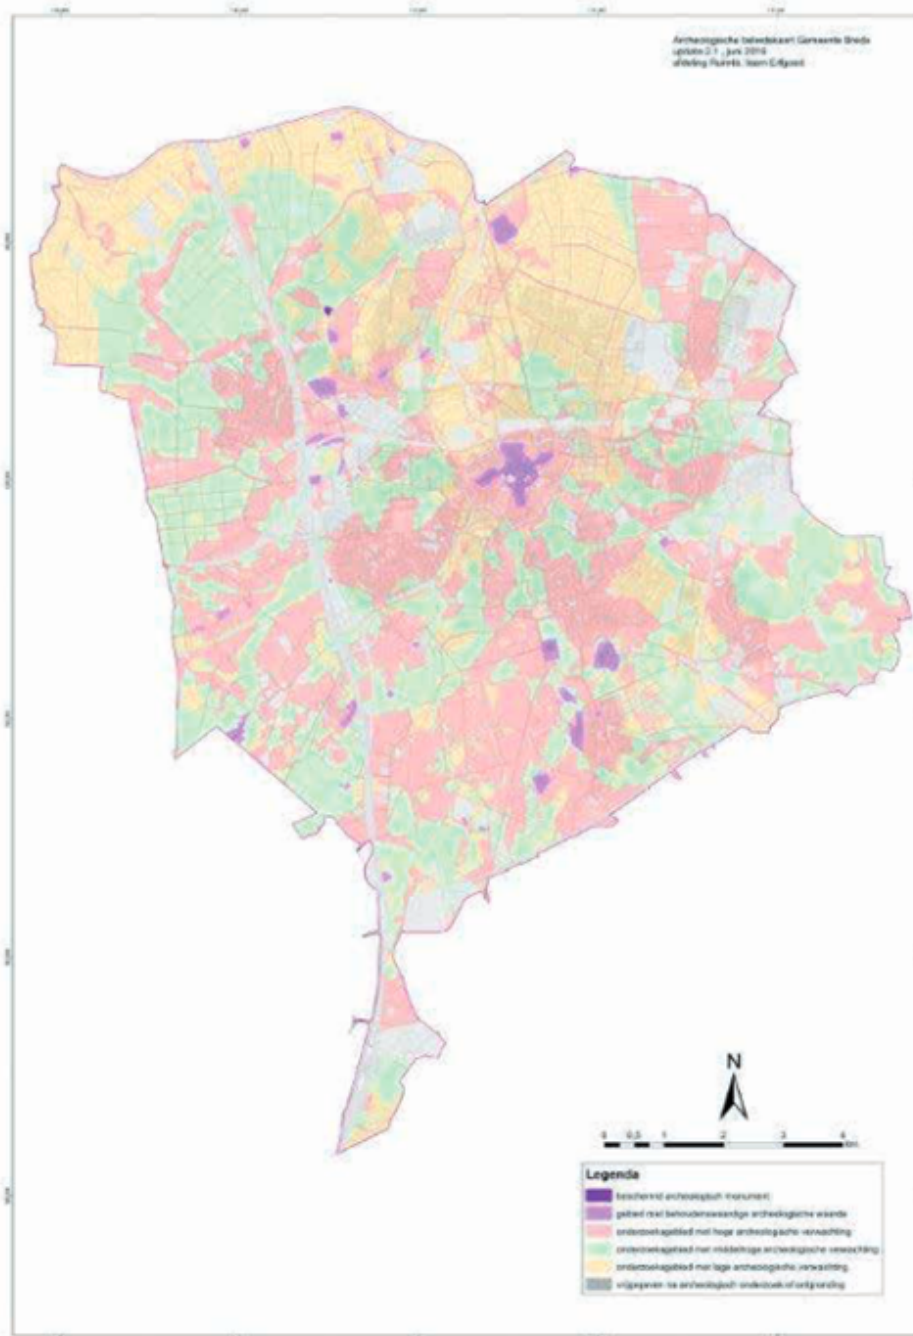 Archeologische beleidskaart Gemeente Breda
update 2.1, juni 2016
afdeling Ruimte, team Erfgoed
N
0 0,5 1 2 3 4
km
Legenda
beschermd archeologisch monument
gebied met behoudenswaardige archeologische waarde
onderzoeksgebied met hoge archeologische verwachting
onderzoeksgebied met middelhoge archeologische verwachting
onderzoeksgebied met lage archeologische verwachting
vrijgegeven na archeologisch onderzoek of ontgronding